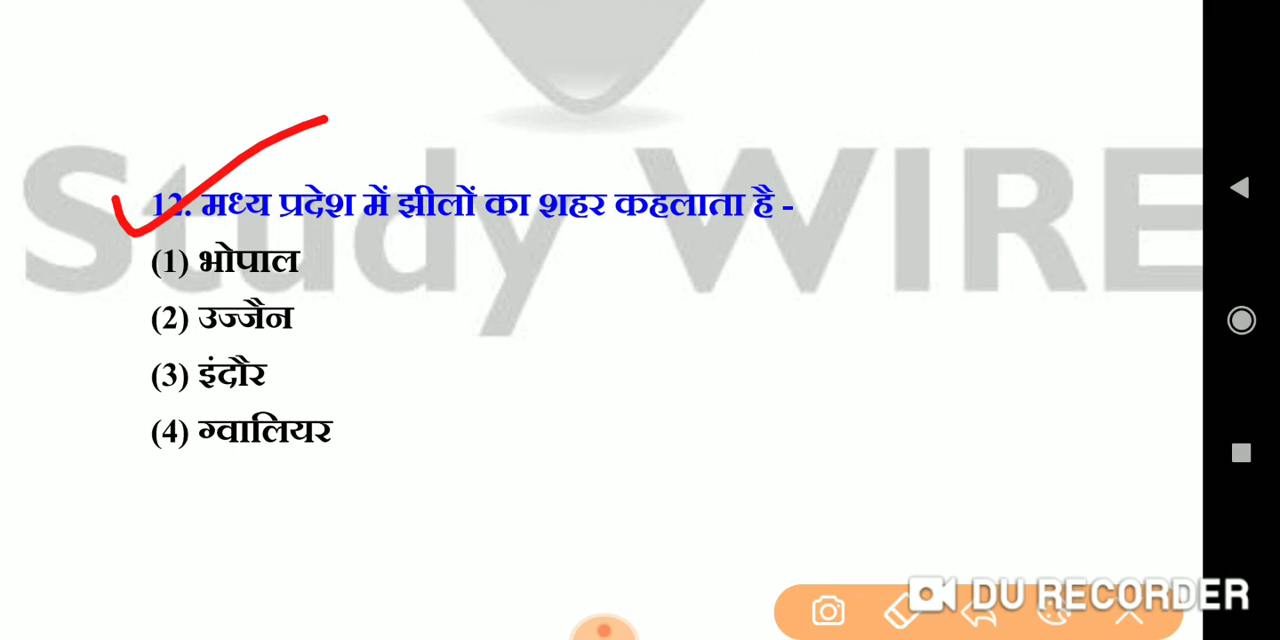 Study WIRE
12. मध्य प्रदेश में झीलों का शहर कहलाता है -
(1) भोपाल
(2) उज्जैन
(3) इंदौर
(4) ग्वालियर
DU RECORDER